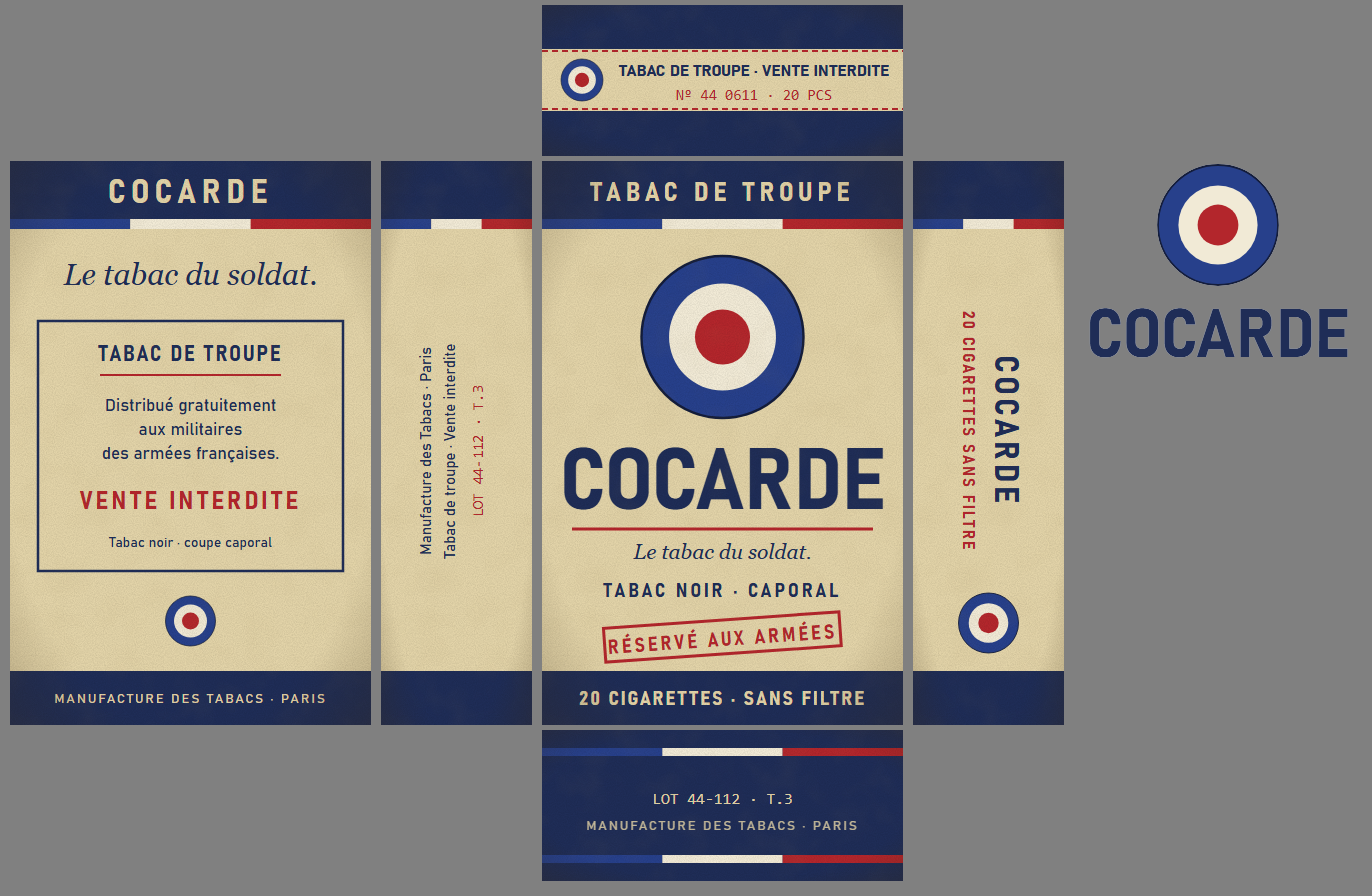 TABAC DE TROUPE · VENTE INTERDITE
Nº 44 0611 · 20 PCS
COCARDE
Le tabac du soldat.
TABAC DE TROUPE
Distribué gratuitement
aux militaires
des armées françaises.
VENTE INTERDITE
Tabac noir · coupe caporal
MANUFACTURE DES TABACS · PARIS
Manufacture des Tabacs · Paris
Tabac de troupe · Vente interdite
LOT 44-112 · T.3
TABAC DE TROUPE
COCARDE
Le tabac du soldat.
TABAC NOIR · CAPORAL
RÉSERVÉ AUX ARMÉES
20 CIGARETTES · SANS FILTRE
COCARDE
20 CIGARETTES SANS FILTRE
COCARDE
LOT 44-112 · T.3
MANUFACTURE DES TABACS · PARIS